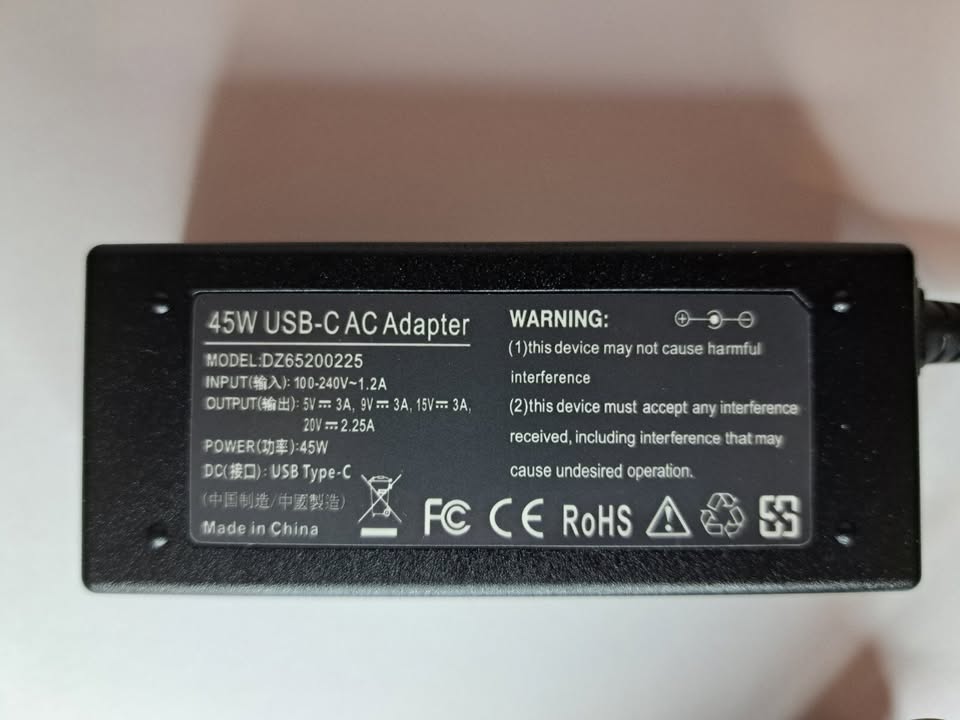 45W USB-C AC Adapter
MODEL:DZ65200225
INPUT(输入): 100-240V~1.2A
OUTPUT(输出): 5V⎓3A, 9V⎓3A, 15V⎓3A,
20V⎓2.25A
POWER(功率):45W
DC(接口): USB Type-C
(中国制造/中國製造)
Made in China
WARNING:
(1)this device may not cause harmful
interference
(2)this device must accept any interference
received, including interference that may
cause undesired operation.
FC CE RoHS